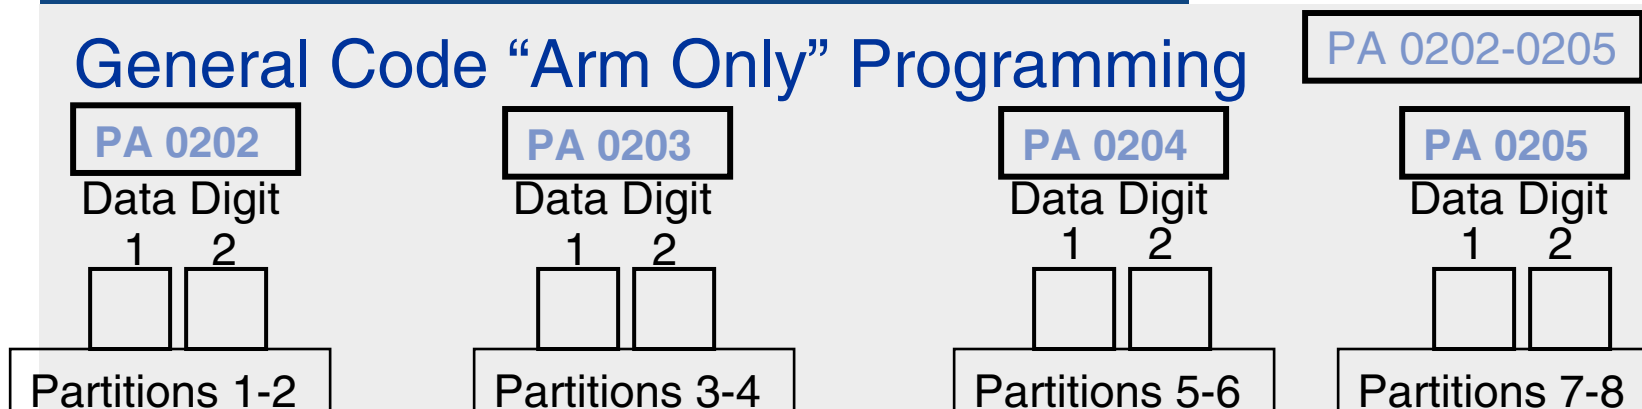 General Code “Arm Only” Programming
PA 0202-0205
PA 0202 PA 0203 PA 0204 PA 0205
Data Digit Data Digit Data Digit Data Digit
1 2 1 2 1 2 1 2
Partitions 1-2 Partitions 3-4 Partitions 5-6 Partitions 7-8